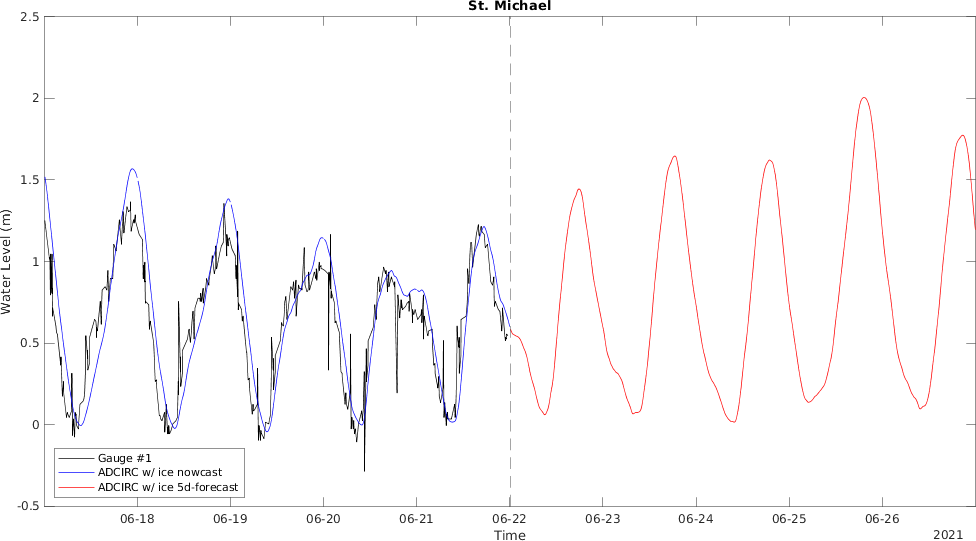 St. Michael
2.5
2
1.5
1
0.5
0
-0.5
Water Level (m)
Gauge #1
ADCIRC w/ ice nowcast
ADCIRC w/ ice 5d-forecast
06-18 06-19 06-20 06-21 06-22 06-23 06-24 06-25 06-26
Time
2021